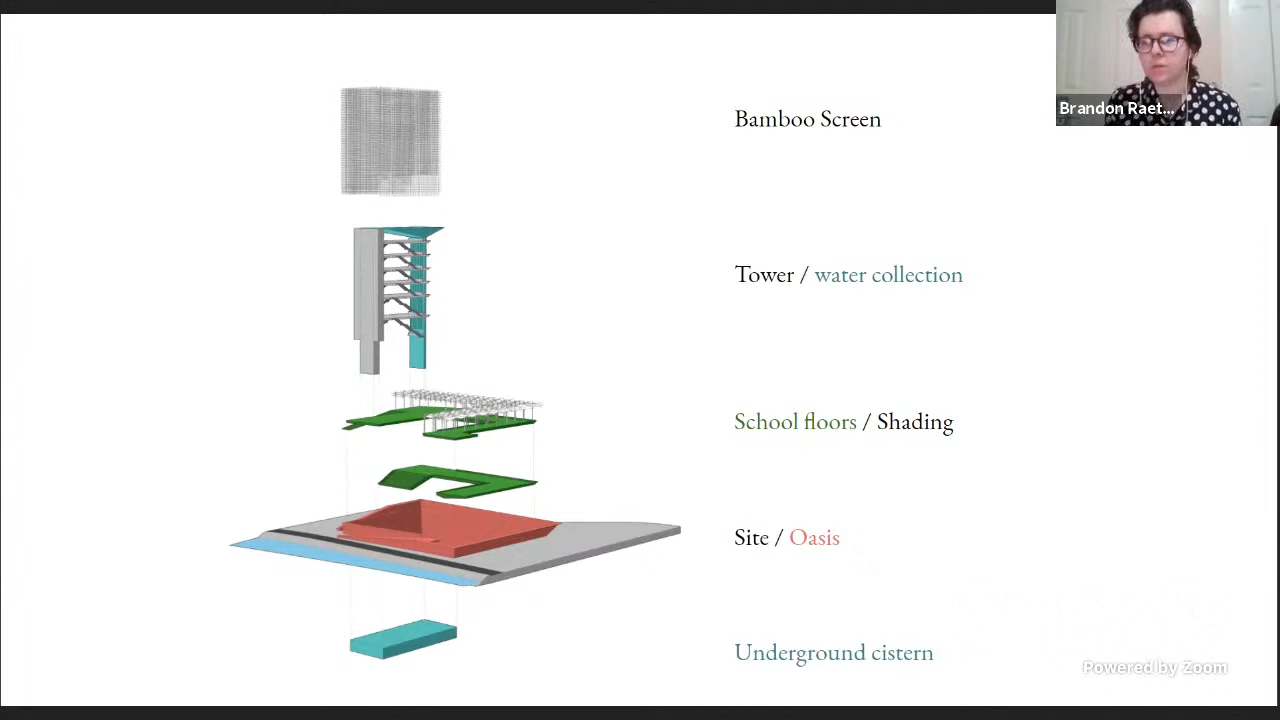 Bamboo Screen
Brandon Raet...
Tower / water collection
School floors / Shading
Site / Oasis
Underground cistern
Powered by Zoom